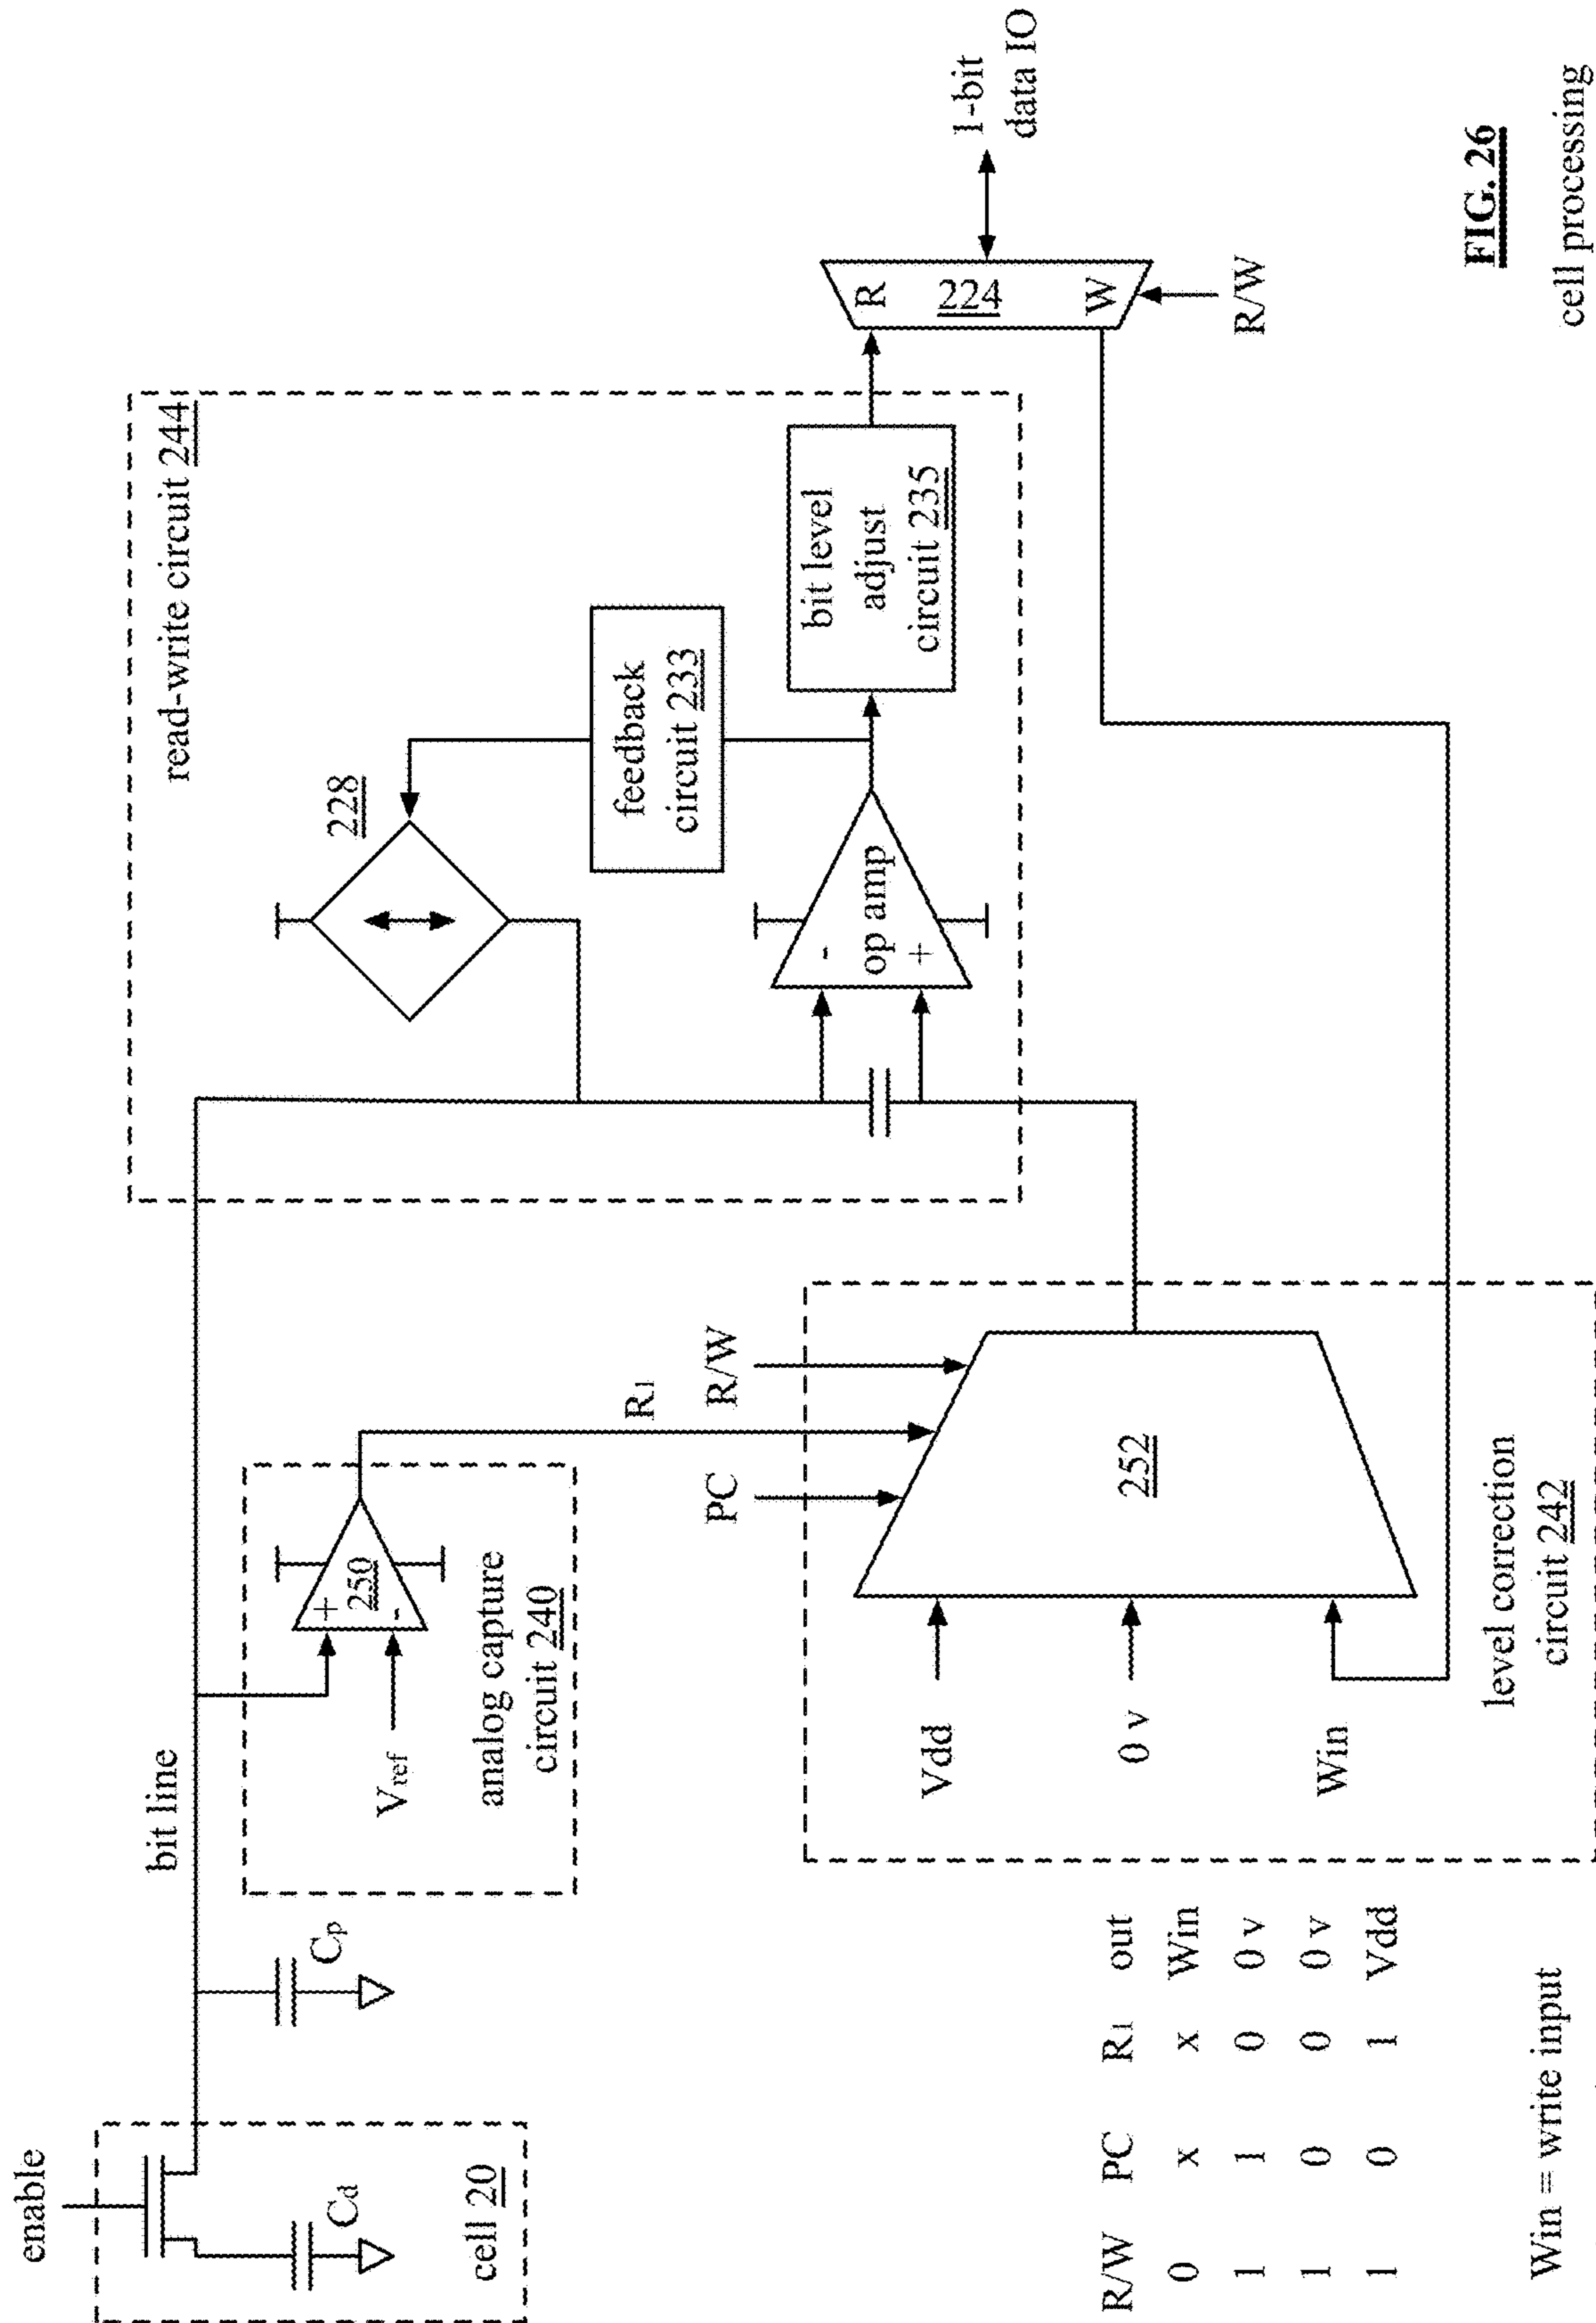 enable
cell 20
Cd
Cp
bit line
Vref
+
250
-
analog capture
circuit 240
R1
PC
R/W
Vdd
0 v
Win
252
level correction
circuit 242
read-write circuit 244
228
feedback
circuit 233
-
op amp
+
bit level
adjust
circuit 235
R
224
W
R/W
1-bit
data IO
R/W PC R1 out
0 x x Win
1 1 0 0 v
1 0 0 0 v
1 0 1 Vdd
Win = write input
FIG. 26
cell processing